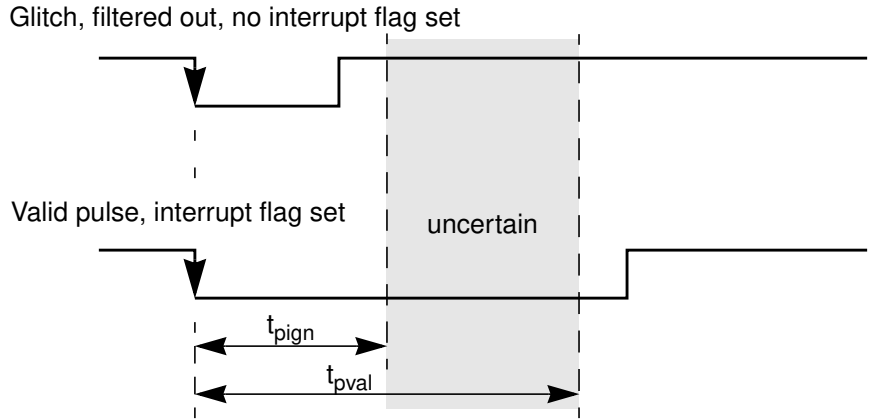 Glitch, filtered out, no interrupt flag set
Valid pulse, interrupt flag set
uncertain
tpign
tpval